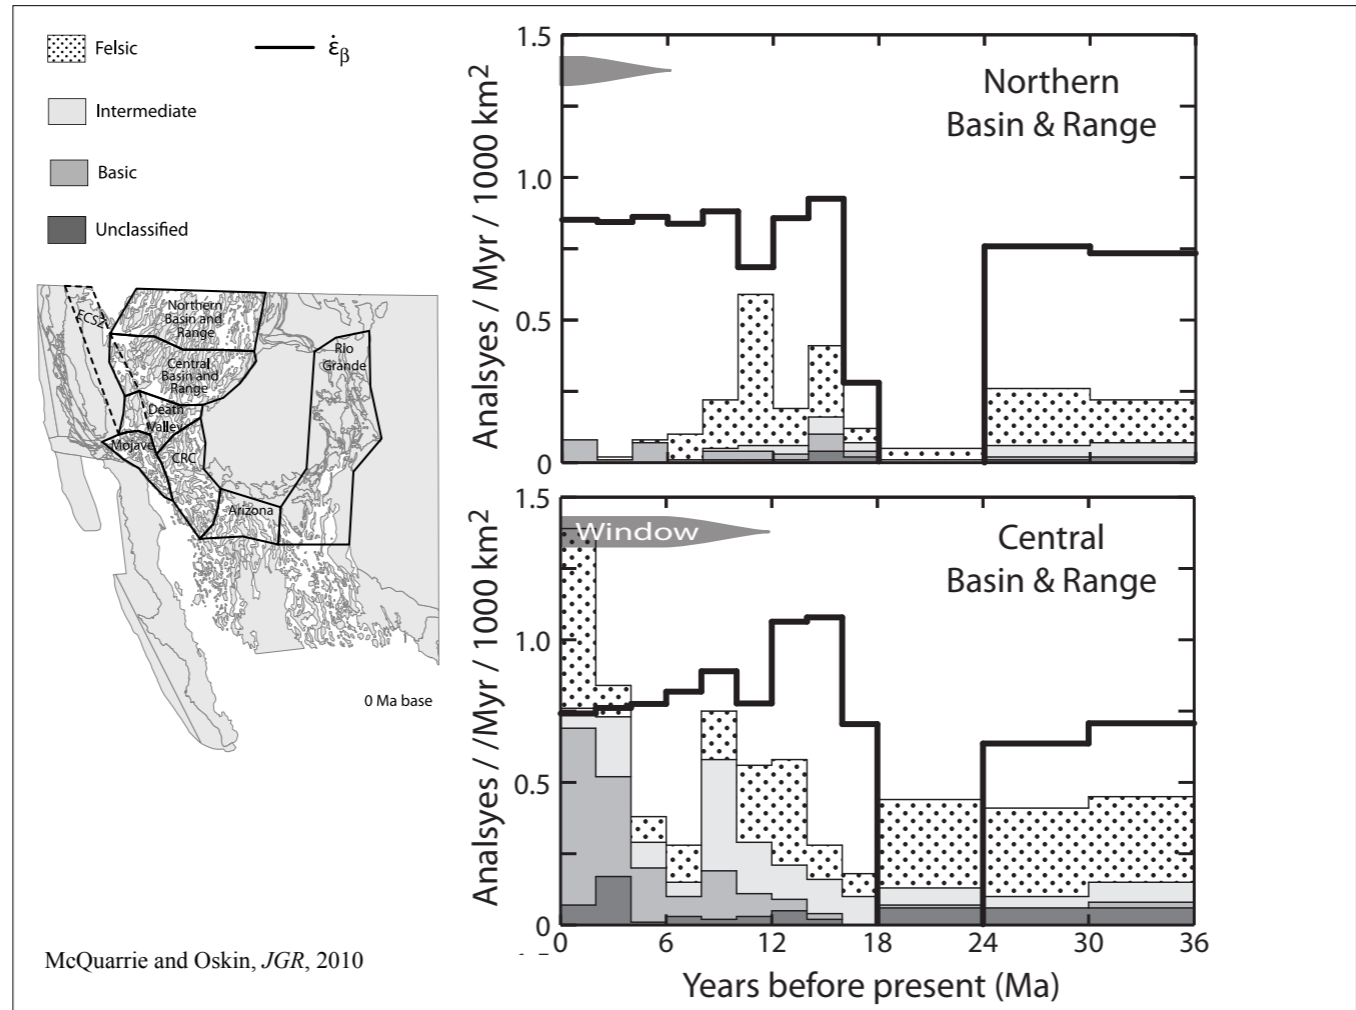 Felsic
ε̇β
Intermediate
Basic
Unclassified
ECSZ
Northern
Basin and
Range
Central
Basin and
Range
Death
Valley
Mojave
CRC
Arizona
Rio
Grande
0 Ma base
McQuarrie and Oskin, JGR, 2010
Analsyes / Myr / 1000 km²
1.5
1.0
0.5
0
Northern
Basin & Range
Analsyes / /Myr / 1000 km²
1.5
1.0
0.5
0
Window
Central
Basin & Range
0 6 12 18 24 30 36
Years before present (Ma)